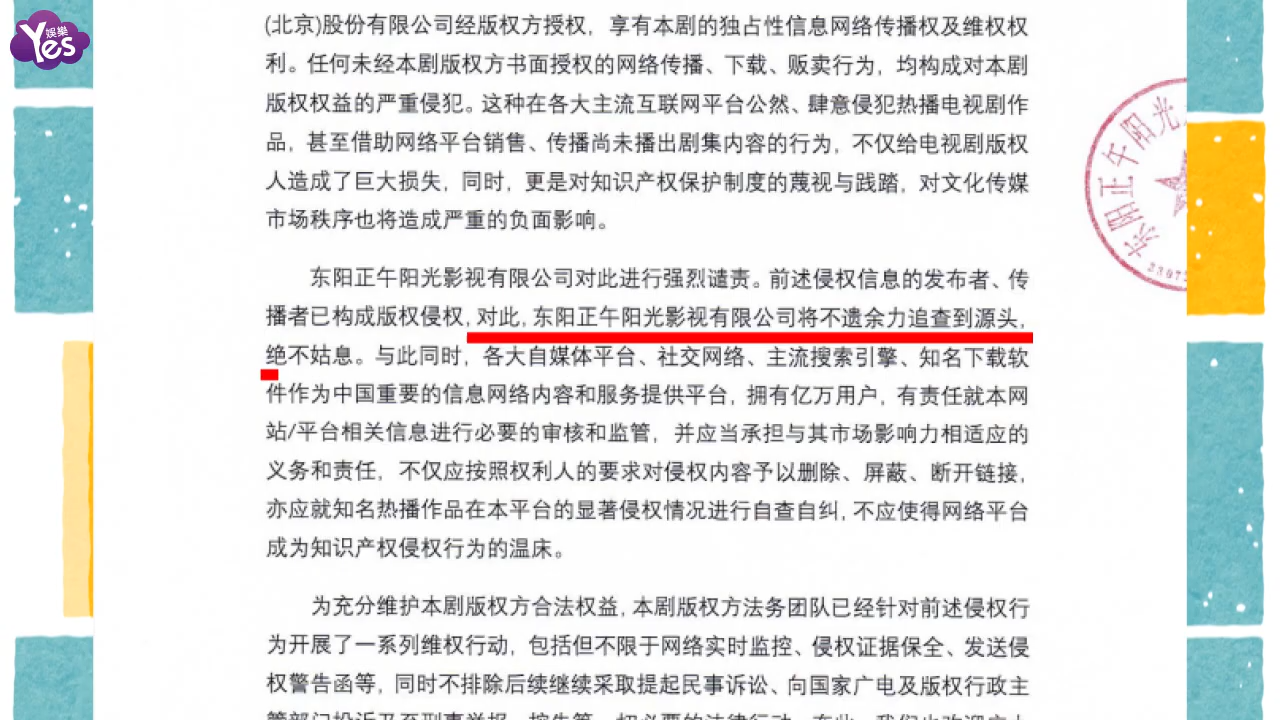 娱樂
Yes
(北京)股份有限公司经版权方授权，享有本剧的独占性信息网络传播权及维权权
利。任何未经本剧版权方书面授权的网络传播、下载、贩卖行为，均构成对本剧
版权权益的严重侵犯。这种在各大主流互联网平台公然、肆意侵犯热播电视剧作
品，甚至借助网络平台销售、传播尚未播出剧集内容的行为，不仅给电视剧版权
人造成了巨大损失，同时，更是对知识产权保护制度的蔑视与践踏，对文化传媒
市场秩序也将造成严重的负面影响。
东阳正午阳光影视有限公司对此进行强烈谴责。前述侵权信息的发布者、传
播者已构成版权侵权，对此，东阳正午阳光影视有限公司将不遗余力追查到源头，
绝不姑息。与此同时，各大自媒体平台、社交网络、主流搜索引擎、知名下载软
件作为中国重要的信息网络内容和服务提供平台，拥有亿万用户，有责任就本网
站/平台相关信息进行必要的审核和监管，并应当承担与其市场影响力相适应的
义务和责任，不仅应按照权利人的要求对侵权内容予以删除、屏蔽、断开链接，
亦应就知名热播作品在本平台的显著侵权情况进行自查自纠，不应使得网络平台
成为知识产权侵权行为的温床。
为充分维护本剧版权方合法权益，本剧版权方法务团队已经针对前述侵权行
为开展了一系列维权行动，包括但不限于网络实时监控、侵权证据保全、发送侵
权警告函等，同时不排除后续继续采取提起民事诉讼、向国家广电及版权行政主
东阳正午阳光